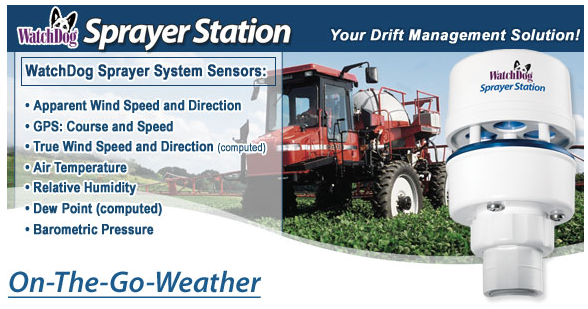 WatchDog Sprayer Station
Your Drift Management Solution!
WatchDog Sprayer System Sensors:
• Apparent Wind Speed and Direction
• GPS: Course and Speed
• True Wind Speed and Direction (computed)
• Air Temperature
• Relative Humidity
• Dew Point (computed)
• Barometric Pressure
WatchDog
Sprayer Station
On-The-Go-Weather